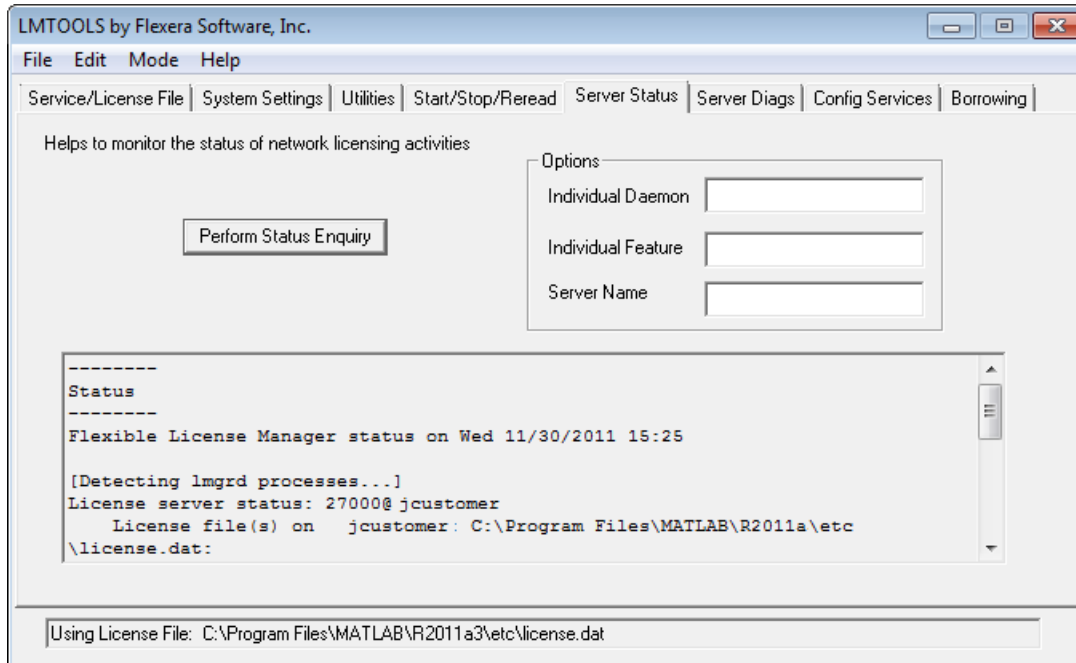 LMTOOLS by Flexera Software, Inc.
File Edit Mode Help
Service/License File System Settings Utilities Start/Stop/Reread Server Status Server Diags Config Services Borrowing
Helps to monitor the status of network licensing activities
Options
Individual Daemon
Perform Status Enquiry
Individual Feature
Server Name
--------
Status
--------
Flexible License Manager status on Wed 11/30/2011 15:25
[Detecting lmgrd processes...]
License server status: 27000@ jcustomer
License file(s) on jcustomer: C:\Program Files\MATLAB\R2011a\etc
\license.dat:
Using License File: C:\Program Files\MATLAB\R2011a3\etc\license.dat